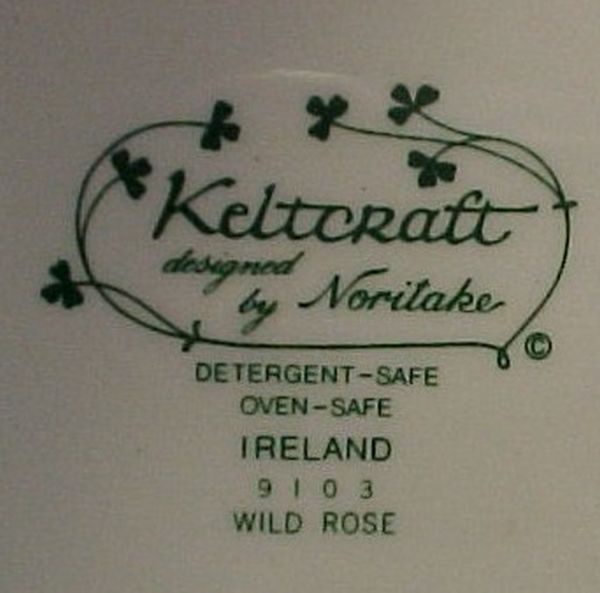 Keltcraft
designed
by Noritake
©
DETERGENT-SAFE
OVEN-SAFE
IRELAND
9103
WILD ROSE